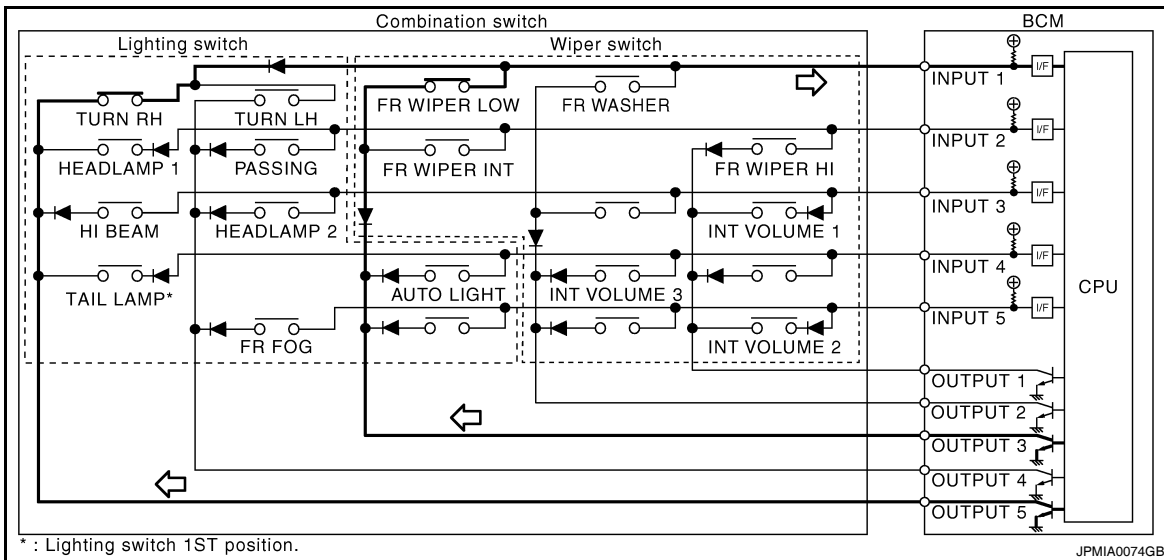 Combination switch
BCM
Lighting switch
Wiper switch
INPUT 1
I/F
TURN RH
TURN LH
FR WIPER LOW
FR WASHER
INPUT 2
I/F
HEADLAMP 1
PASSING
FR WIPER INT
FR WIPER HI
INPUT 3
I/F
HI BEAM
HEADLAMP 2
INT VOLUME 1
INPUT 4
I/F
TAIL LAMP*
AUTO LIGHT
INT VOLUME 3
CPU
INPUT 5
I/F
FR FOG
INT VOLUME 2
OUTPUT 1
OUTPUT 2
OUTPUT 3
OUTPUT 4
OUTPUT 5
* : Lighting switch 1ST position.
JPMIA0074GB